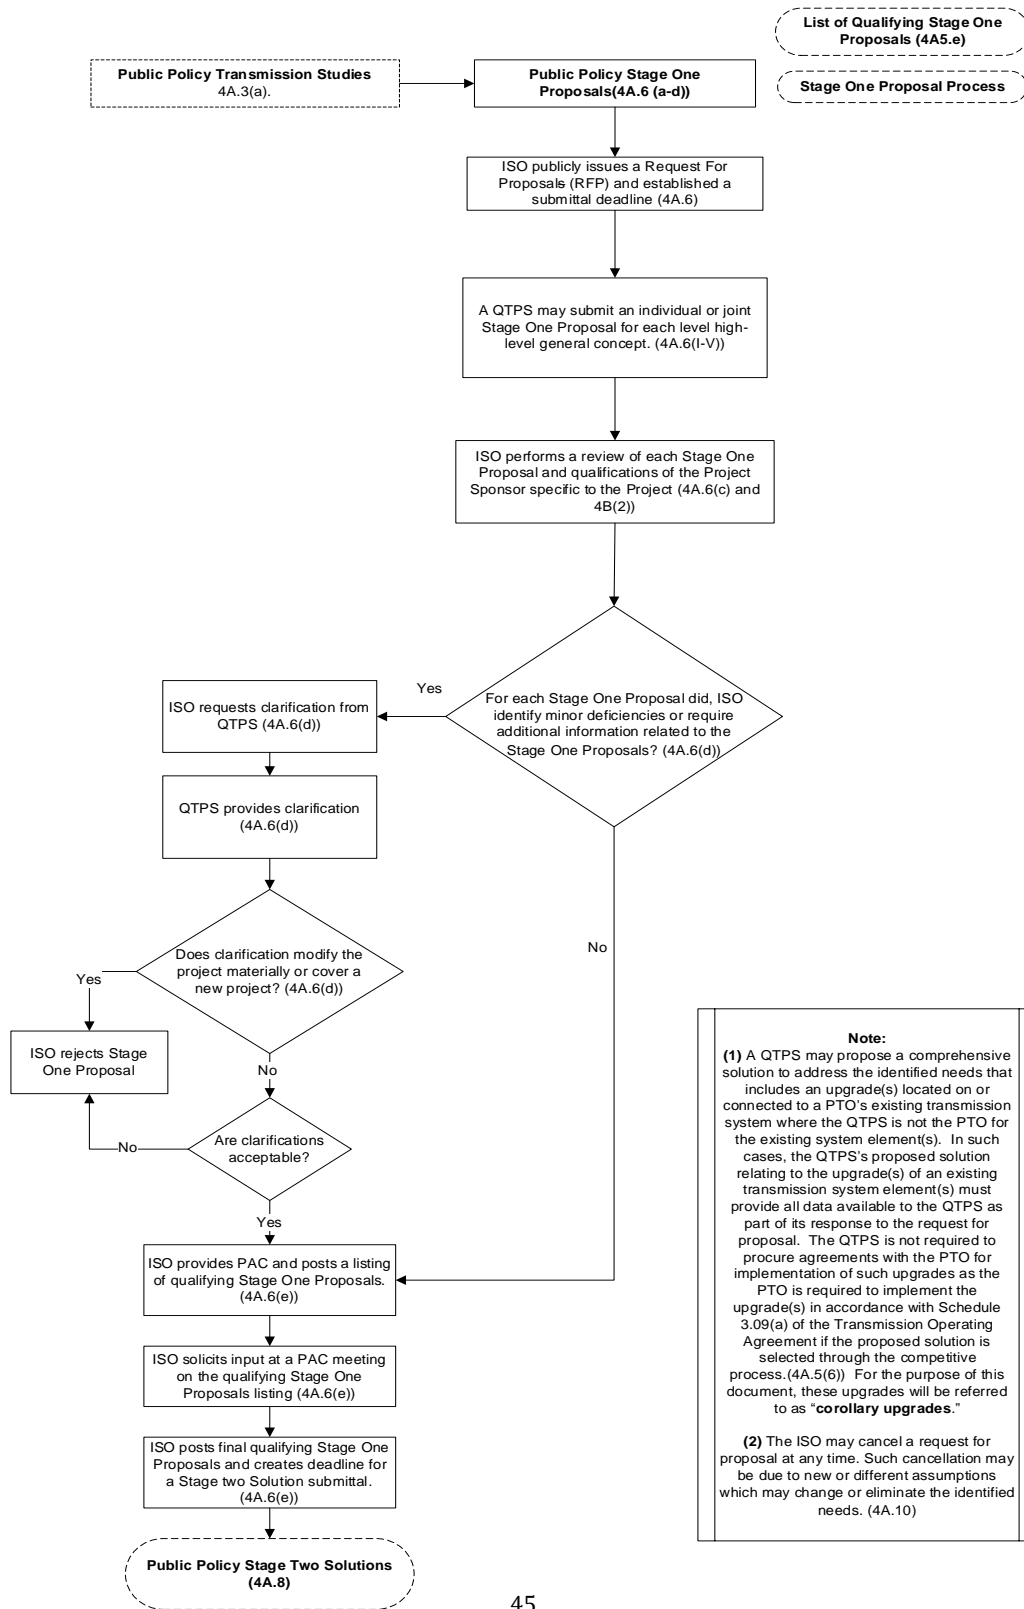 List of Qualifying Stage One
Proposals (4A5.e)
Public Policy Transmission Studies
4A.3(a).
Public Policy Stage One
Proposals(4A.6 (a-d))
Stage One Proposal Process
ISO publicly issues a Request For
Proposals (RFP) and established a
submittal deadline (4A.6)
A QTPS may submit an individual or joint
Stage One Proposal for each level high-
level general concept. (4A.6(I-V))
ISO performs a review of each Stage One
Proposal and qualifications of the Project
Sponsor specific to the Project (4A.6(c) and
4B(2))
For each Stage One Proposal did, ISO
identify minor deficiencies or require
additional information related to the
Stage One Proposals? (4A.6(d))
Yes
ISO requests clarification from
QTPS (4A.6(d))
QTPS provides clarification
(4A.6(d))
No
Does clarification modify the
project materially or cover a
new project? (4A.6(d))
Yes
ISO rejects Stage
One Proposal
No
Are clarifications
acceptable?
No
Yes
ISO provides PAC and posts a listing
of qualifying Stage One Proposals.
(4A.6(e))
ISO solicits input at a PAC meeting
on the qualifying Stage One
Proposals listing (4A.6(e))
ISO posts final qualifying Stage One
Proposals and creates deadline for
a Stage two Solution submittal.
(4A.6(e))
Public Policy Stage Two Solutions
(4A.8)
Note:
(1) A QTPS may propose a comprehensive
solution to address the identified needs that
includes an upgrade(s) located on or
connected to a PTO's existing transmission
system where the QTPS is not the PTO for
the existing system element(s). In such
cases, the QTPS's proposed solution
relating to the upgrade(s) of an existing
transmission system element(s) must
provide all data available to the QTPS as
part of its response to the request for
proposal. The QTPS is not required to
procure agreements with the PTO for
implementation of such upgrades as the
PTO is required to implement the
upgrade(s) in accordance with Schedule
3.09(a) of the Transmission Operating
Agreement if the proposed solution is
selected through the competitive
process.(4A.5(6)) For the purpose of this
document, these upgrades will be referred
to as “corollary upgrades.”
(2) The ISO may cancel a request for
proposal at any time. Such cancellation may
be due to new or different assumptions
which may change or eliminate the identified
needs. (4A.10)
45